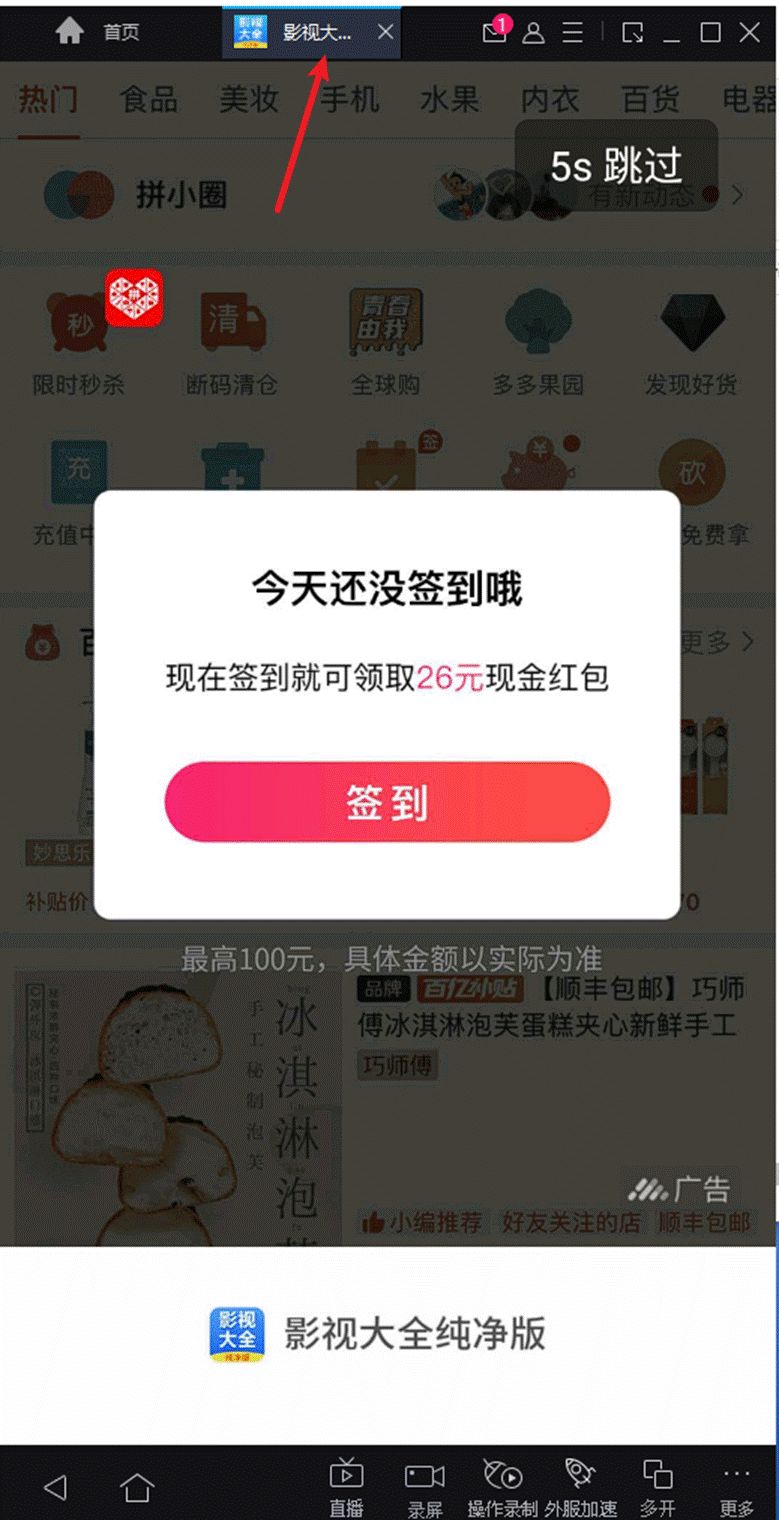 首页
影视大全
纯净版
影视大...
1
热门 食品 美妆 手机 水果 内衣 百货 电器
5s 跳过
拼小圈
有新动态
秒
拼
清
青春
由我
限时秒杀 断码清仓 全球购 多多果园 发现好货
充
签
砍
充值中
免费拿
今天还没签到哦
更多
现在签到就可领取26元现金红包
签到
妙思乐
补贴价
最高100元，具体金额以实际为准
手工秘制泡芙
冰淇淋泡
品牌 百亿补贴 【顺丰包邮】巧师
傅冰淇淋泡芙蛋糕夹心新鲜手工
巧师傅
广告
小编推荐 好友关注的店 顺丰包邮
影视
大全
纯净版
影视大全纯净版
直播 录屏 操作录制 外服加速 多开 更多